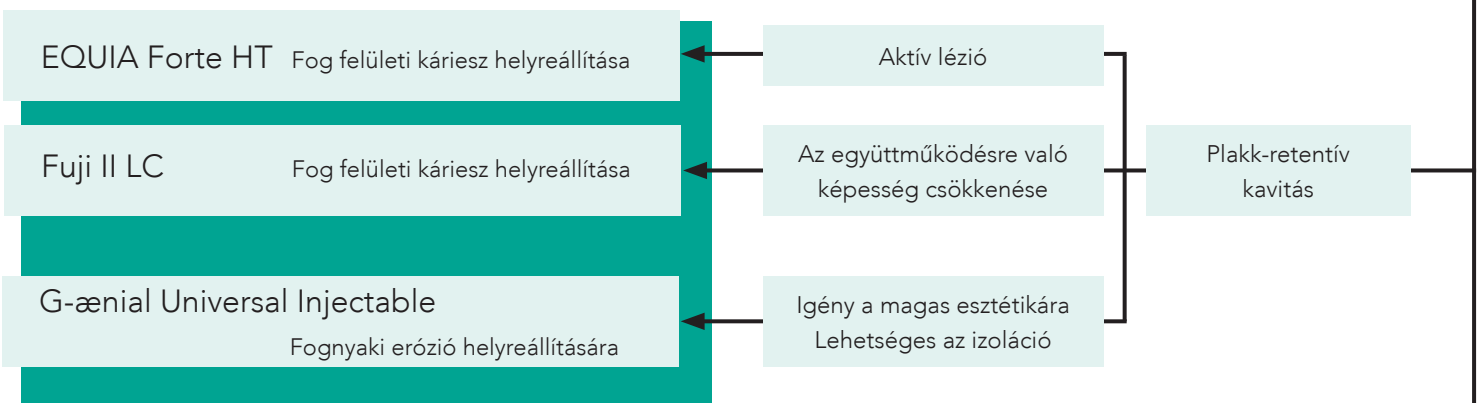 EQUIA Forte HT Fog felületi káriesz helyreállítása
Aktív lézió
Fuji II LC Fog felületi káriesz helyreállítása
Az együttműködésre való
képesség csökkenése
Plakk-retentív
kavitás
G-ænial Universal Injectable
Fognyaki erózió helyreállítására
Igény a magas esztétikára
Lehetséges az izoláció